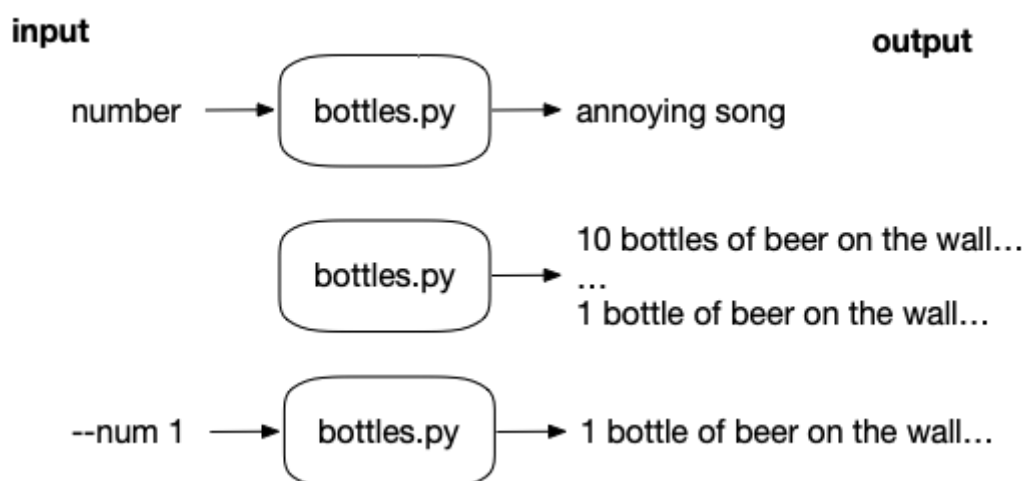 input
output
number
bottles.py
annoying song
bottles.py
10 bottles of beer on the wall…
…
1 bottle of beer on the wall…
--num 1
bottles.py
1 bottle of beer on the wall…